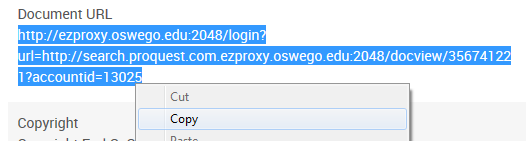 Document URL
http://ezproxy.oswego.edu:2048/login?
url=http://search.proquest.com.ezproxy.oswego.edu:2048/docview/35674122
1?accountid=13025
Cut
Copy
Copyright